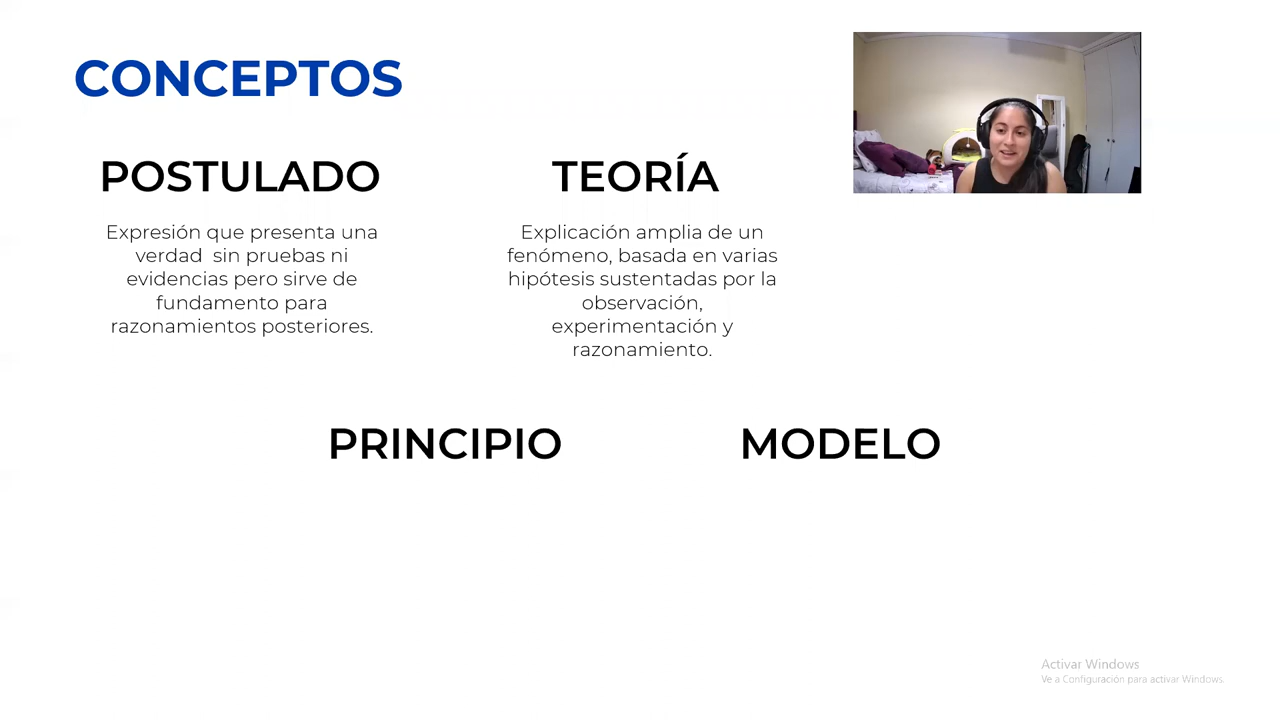 CONCEPTOS
POSTULADO
Expresión que presenta una
verdad sin pruebas ni
evidencias pero sirve de
fundamento para
razonamientos posteriores.
TEORÍA
Explicación amplia de un
fenómeno, basada en varias
hipótesis sustentadas por la
observación,
experimentación y
razonamiento.
PRINCIPIO
MODELO
Activar Windows
Ve a Configuración para activar Windows.